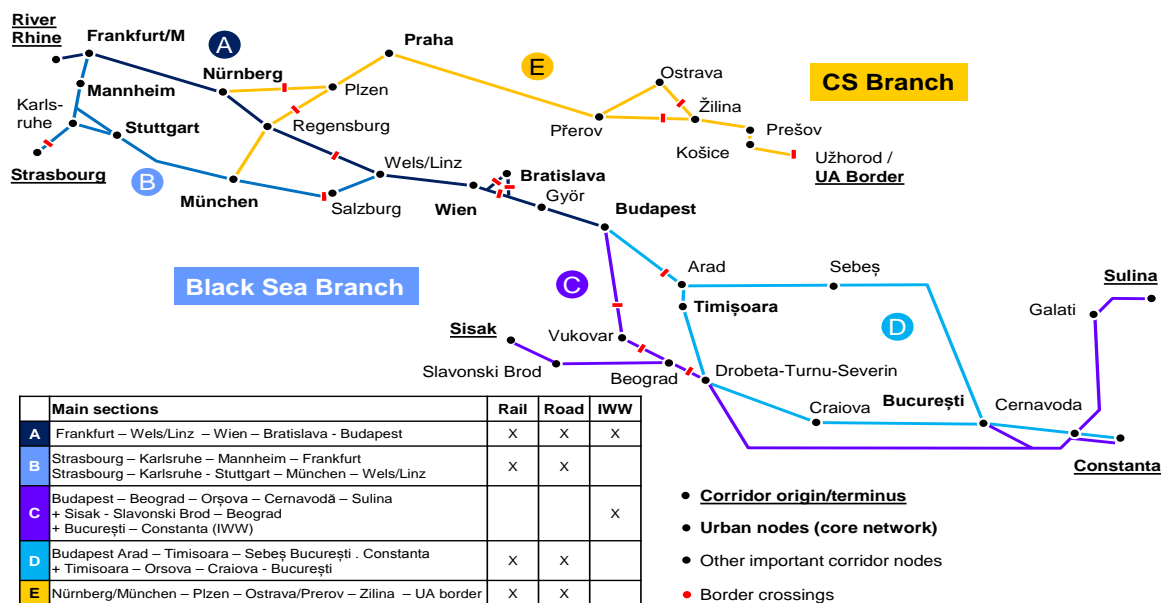 River
Rhine
Frankfurt/M
A
Nürnberg
Praha
E
Ostrava
CS Branch
Mannheim
Plzen
Karls-
ruhe
Stuttgart
Regensburg
Přerov
Žilina
Prešov
Košice
Užhorod /
UA Border
Strasbourg
B
München
Salzburg
Wels/Linz
Wien
Bratislava
Györ
Budapest
Black Sea Branch
C
Arad
Sebeș
Sulina
Timișoara
Galati
Sisak
Vukovar
D
Slavonski Brod
Beograd
Drobeta-Turnu-Severin
Craiova
București
Cernavoda
Constanta
Main sections Rail Road IWW
A Frankfurt – Wels/Linz – Wien – Bratislava - Budapest X X X
B Strasbourg – Karlsruhe – Mannheim – Frankfurt
Strasbourg – Karlsruhe - Stuttgart – München – Wels/Linz X X
C Budapest – Beograd – Orșova – Cernavodă – Sulina
+ Sisak - Slavonski Brod – Beograd X
+ București – Constanta (IWW)
D Budapest Arad – Timisoara – Sebeș București . Constanta
+ Timisoara – Orsova – Craiova - București X X
E Nürnberg/München – Plzen – Ostrava/Prerov – Zilina – UA border X X
Corridor origin/terminus
Urban nodes (core network)
Other important corridor nodes
Border crossings